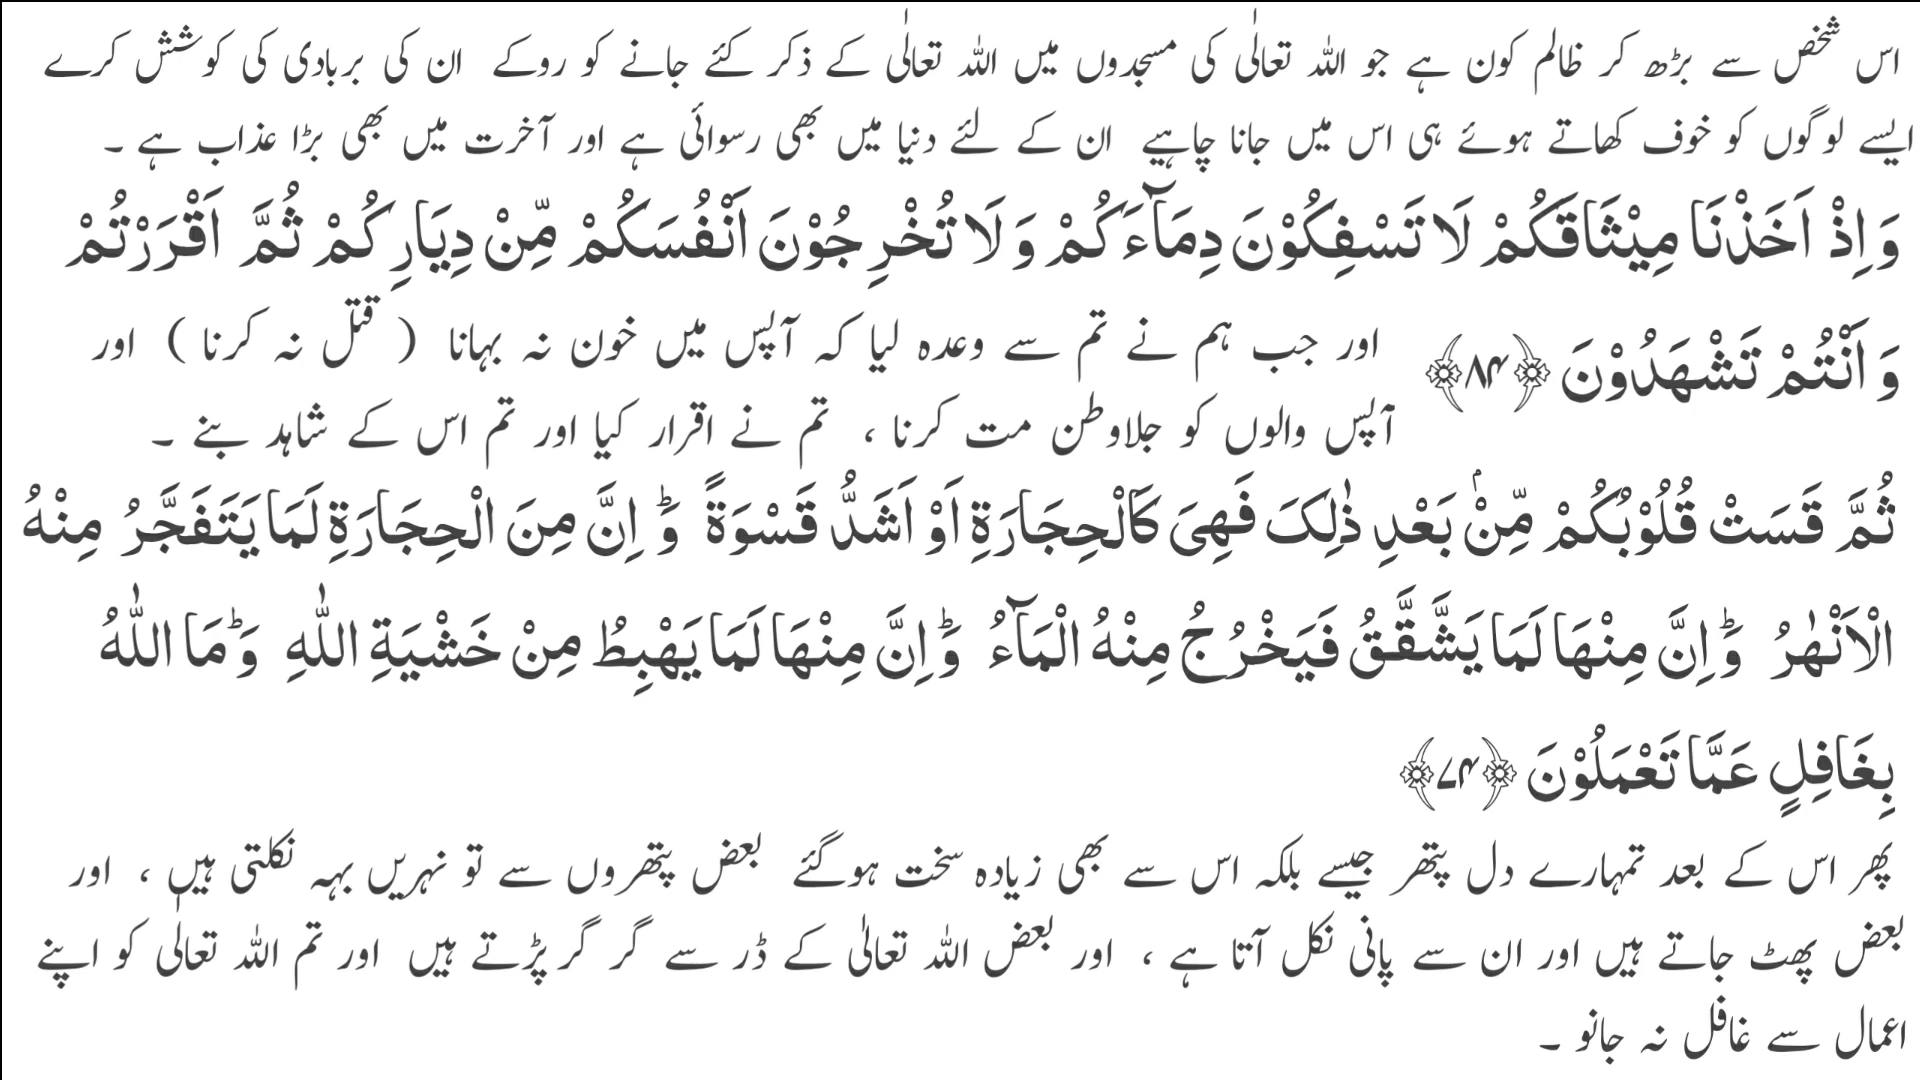 اس شخص سے بڑھ کر ظالم کون ہے جو اللہ تعالٰی کی مسجدوں میں اللہ تعالٰی کے ذکر کئے جانے کو روکے ان کی بربادی کی کوشش کرے
ایسے لوگوں کو خوف کھاتے ہوئے ہی اس میں جانا چاہیے ان کے لئے دنیا میں بھی رسوائی ہے اور آخرت میں بھی بڑا عذاب ہے ۔
وَ اِذْ اَخَذْنَا مِیْثَاقَکُمْ لَا تَسْفِکُوْنَ دِمَآءَکُمْ وَ لَا تُخْرِجُوْنَ اَنْفُسَکُمْ مِّنْ دِیَارِکُمْ ثُمَّ اَقْرَرْتُمْ
وَ اَنْتُمْ تَشْهَدُوْنَ ﴿۸۴﴾ اور جب ہم نے تم سے وعدہ لیا کہ آپس میں خون نہ بہانا ( قتل نہ کرنا ) اور
آپس والوں کو جلاوطن مت کرنا ، تم نے اقرار کیا اور تم اس کے شاہد بنے ۔
ثُمَّ قَسَتْ قُلُوْبُکُمْ مِّنْۢ بَعْدِ ذٰلِکَ فَهِیَ کَالْحِجَارَةِ اَوْ اَشَدُّ قَسْوَةً ؕ وَ اِنَّ مِنَ الْحِجَارَةِ لَمَا یَتَفَجَّرُ مِنْهُ
الْاَنْهٰرُ ؕ وَ اِنَّ مِنْهَا لَمَا یَشَّقَّقُ فَیَخْرُجُ مِنْهُ الْمَآءُ ؕ وَ اِنَّ مِنْهَا لَمَا یَهْبِطُ مِنْ خَشْیَةِ اللّٰهِ ؕ وَ مَا اللّٰهُ
بِغَافِلٍ عَمَّا تَعْمَلُوْنَ ﴿۷۴﴾
پھر اس کے بعد تمہارے دل پتھر جیسے بلکہ اس سے بھی زیادہ سخت ہوگئے بعض پتھروں سے تو نہریں بہہ نکلتی ہیں ، اور
بعض پھٹ جاتے ہیں اور ان سے پانی نکل آتا ہے ، اور بعض اللہ تعالٰی کے ڈر سے گر گر پڑتے ہیں اور تم اللہ تعالٰی کو اپنے
اعمال سے غافل نہ جانو ۔